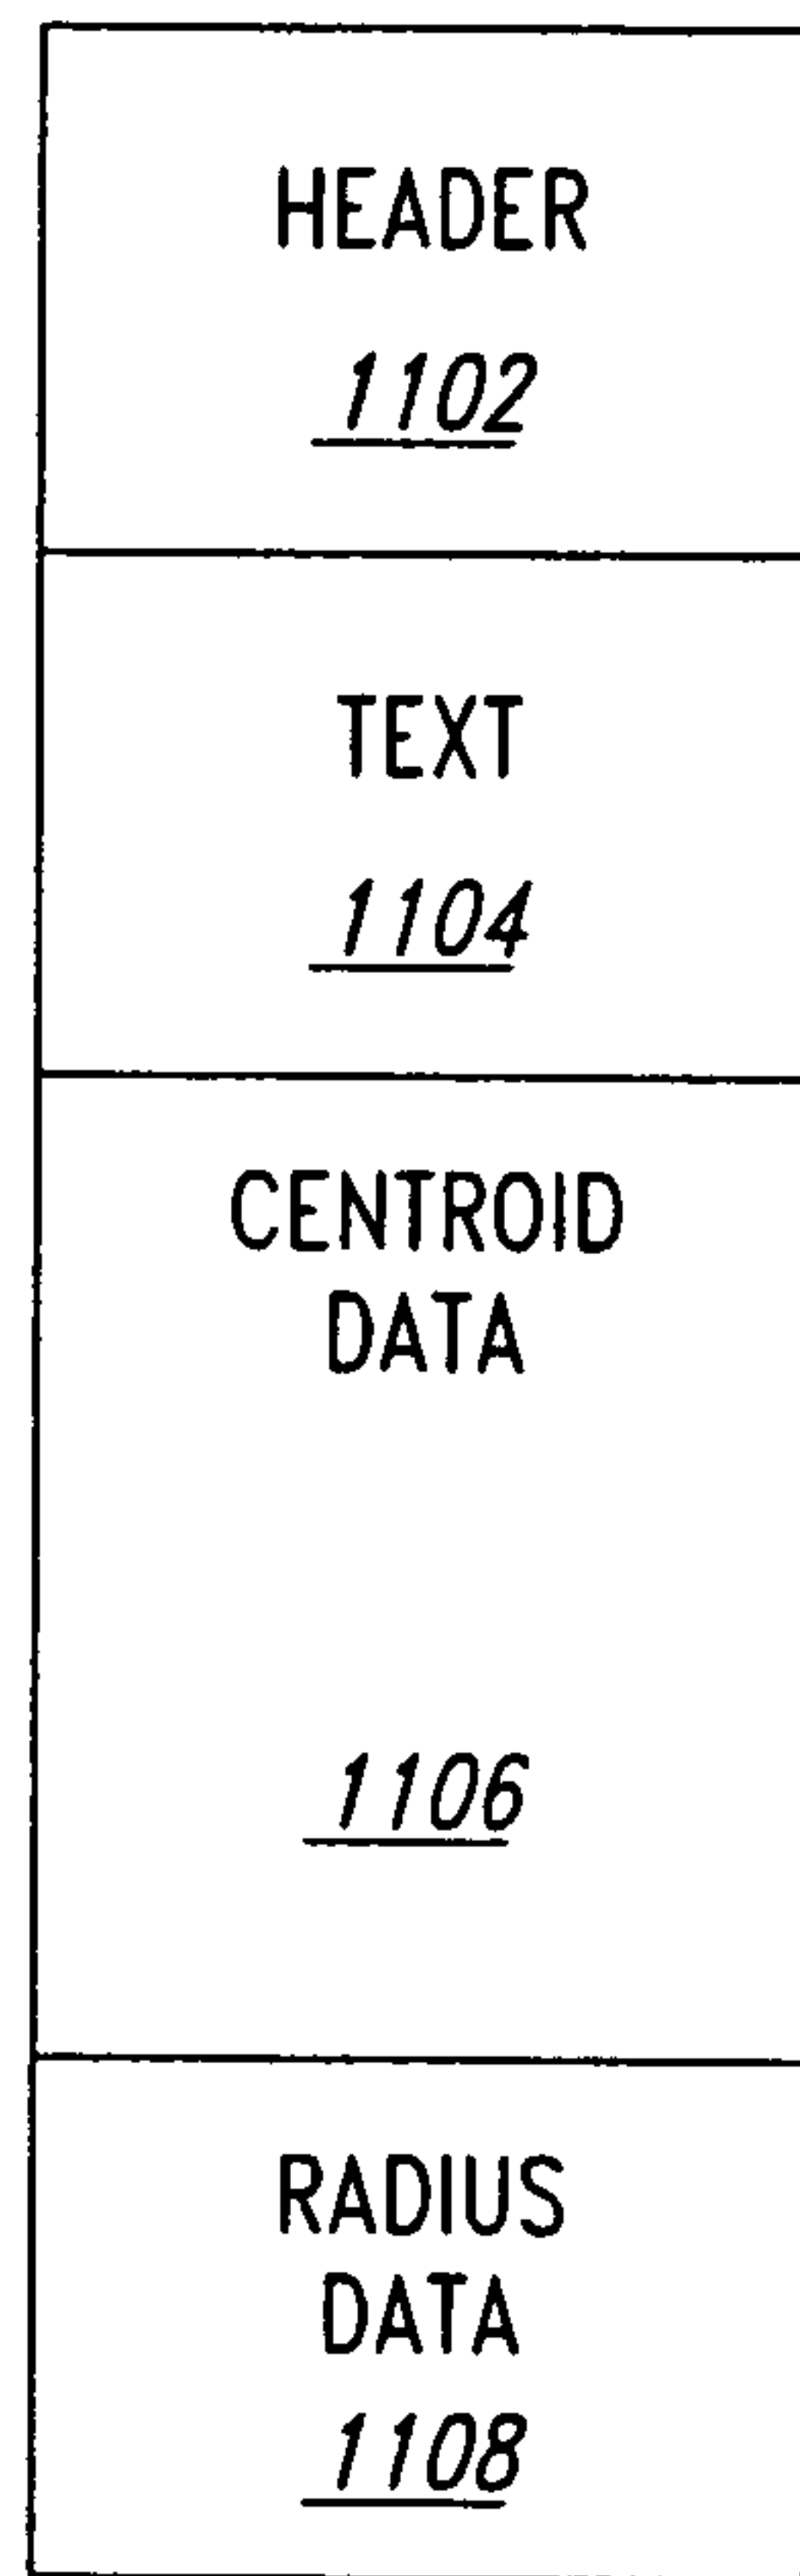 HEADER
1102
TEXT
1104
CENTROID
DATA
1106
RADIUS
DATA
1108